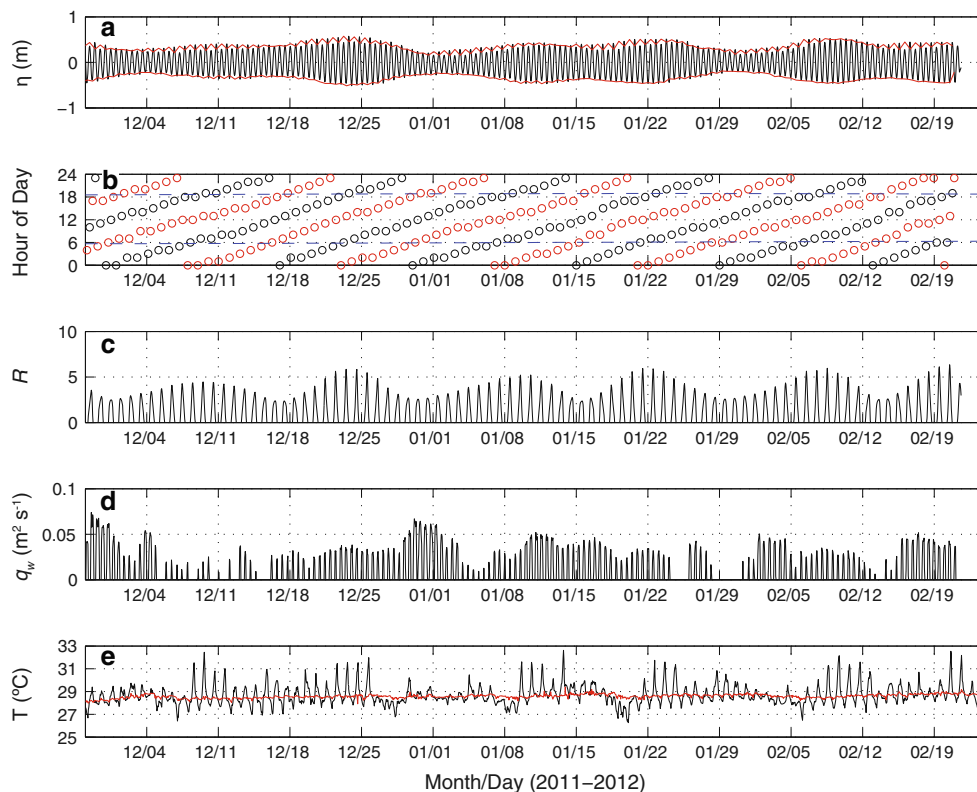 a
η (m)
1
0
−1
12/04 12/11 12/18 12/25 01/01 01/08 01/15 01/22 01/29 02/05 02/12 02/19
b
Hour of Day
24
18
12
6
0
12/04 12/11 12/18 12/25 01/01 01/08 01/15 01/22 01/29 02/05 02/12 02/19
c
R
10
5
0
12/04 12/11 12/18 12/25 01/01 01/08 01/15 01/22 01/29 02/05 02/12 02/19
d
q_w (m² s⁻¹)
0.1
0.05
0
12/04 12/11 12/18 12/25 01/01 01/08 01/15 01/22 01/29 02/05 02/12 02/19
e
T (°C)
33
31
29
27
25
12/04 12/11 12/18 12/25 01/01 01/08 01/15 01/22 01/29 02/05 02/12 02/19
Month/Day (2011−2012)